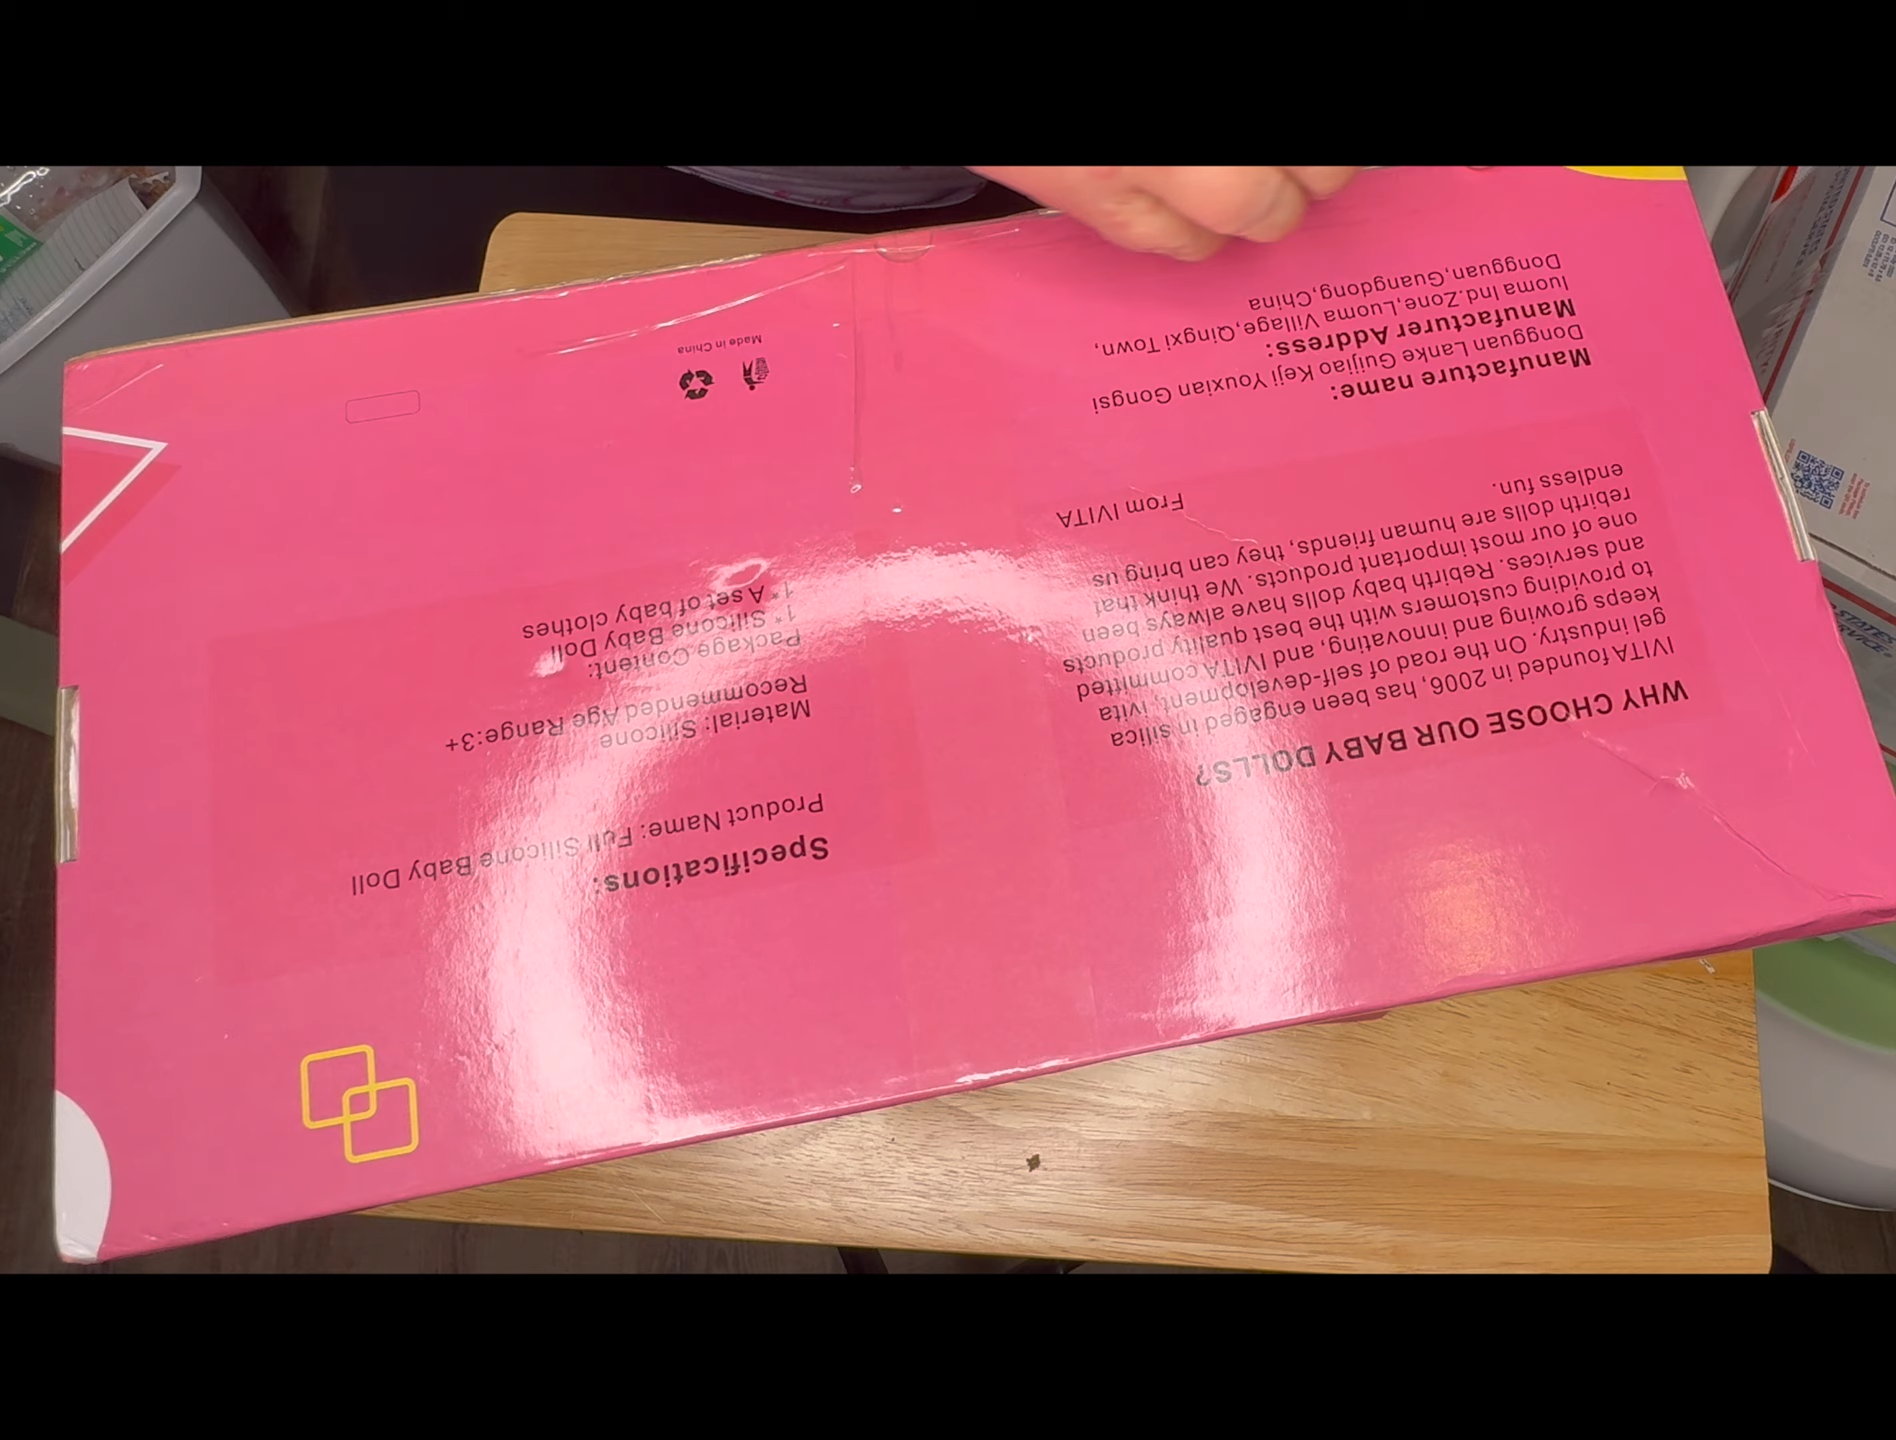 WHY CHOOSE OUR BABY DOLLS?
IVITA founded in 2006, has been engaged in silica
gel industry. On the road of self-development, Ivita
keeps growing and innovating, and IVITA committed
to providing customers with the best quality products
and services. Rebirth baby dolls have always been
one of our most important products. We think that
rebirth dolls are human friends, they can bring us
endless fun.
From IVITA
Manufacture name:
Dongguan Lanke Guijiao Keji Youxian Gongsi
Manufacturer Address:
luoma Ind.Zone,Luoma Village,Qingxi Town,
Dongguan,Guangdong,China
Specifications:
Product Name: Full Silicone Baby Doll
Material: Silicone
Recommended Age Range:3+
Package Content:
1* Silicone Baby Doll
1* A set of baby clothes
Made in China